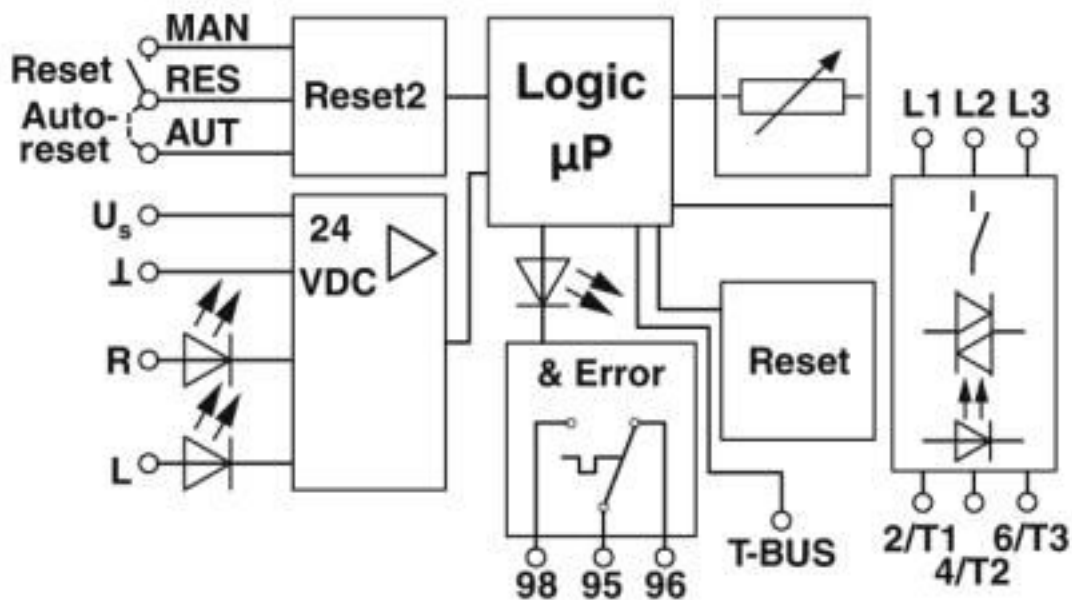 MAN
Reset
RES
Auto-
reset
AUT
Reset2
Logic
µP
L1 L2 L3
Us
⊥
24
VDC
R
L
& Error
Reset
98 95 96
T-BUS
2/T1 6/T3
4/T2